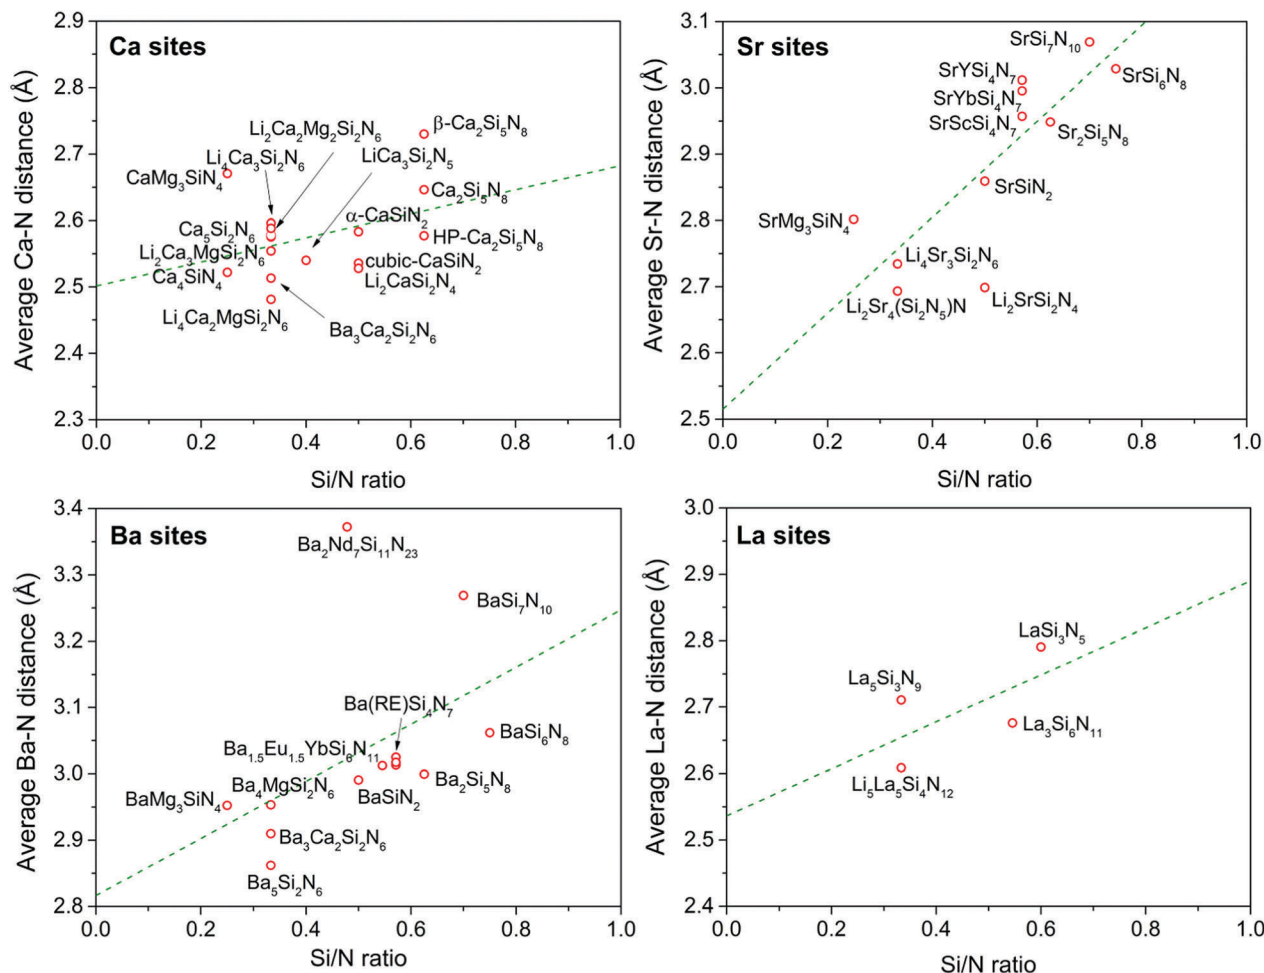 Ca sites
Average Ca-N distance (Å)
2.9
2.8
2.7
2.6
2.5
2.4
2.3
Li₂Ca₂Mg₂Si₂N₆
β-Ca₂Si₅N₈
Li₄Ca₃Si₂N₆
LiCa₃Si₂N₅
CaMg₃SiN₄
Ca₂Si₅N₈
α-CaSiN₂
Ca₅Si₂N₆
HP-Ca₂Si₅N₈
Li₂Ca₃MgSi₂N₆
cubic-CaSiN₂
Ca₄SiN₄
Li₂CaSi₂N₄
Li₄Ca₂MgSi₂N₆
Ba₃Ca₂Si₂N₆
0.0 0.2 0.4 0.6 0.8 1.0
Si/N ratio
Sr sites
Average Sr-N distance (Å)
3.1
3.0
2.9
2.8
2.7
2.6
2.5
SrSi₇N₁₀
SrYSi₄N₇
SrSi₆N₈
SrYbSi₄N₇
SrScSi₄N₇
Sr₂Si₅N₈
SrSiN₂
SrMg₃SiN₄
Li₄Sr₃Si₂N₆
Li₂Sr₄(Si₂N₅)N
Li₂SrSi₂N₄
0.0 0.2 0.4 0.6 0.8 1.0
Si/N ratio
Ba sites
Average Ba-N distance (Å)
3.4
3.3
3.2
3.1
3.0
2.9
2.8
Ba₂Nd₇Si₁₁N₂₃
BaSi₇N₁₀
Ba(RE)Si₄N₇
BaSi₆N₈
Ba₁.₅Eu₁.₅YbSi₆N₁₁
Ba₄MgSi₂N₆
Ba₂Si₅N₈
BaMg₃SiN₄
BaSiN₂
Ba₃Ca₂Si₂N₆
Ba₅Si₂N₆
0.0 0.2 0.4 0.6 0.8 1.0
Si/N ratio
La sites
Average La-N distance (Å)
3.0
2.9
2.8
2.7
2.6
2.5
2.4
LaSi₃N₅
La₅Si₃N₉
La₃Si₆N₁₁
Li₅La₅Si₄N₁₂
0.0 0.2 0.4 0.6 0.8 1.0
Si/N ratio